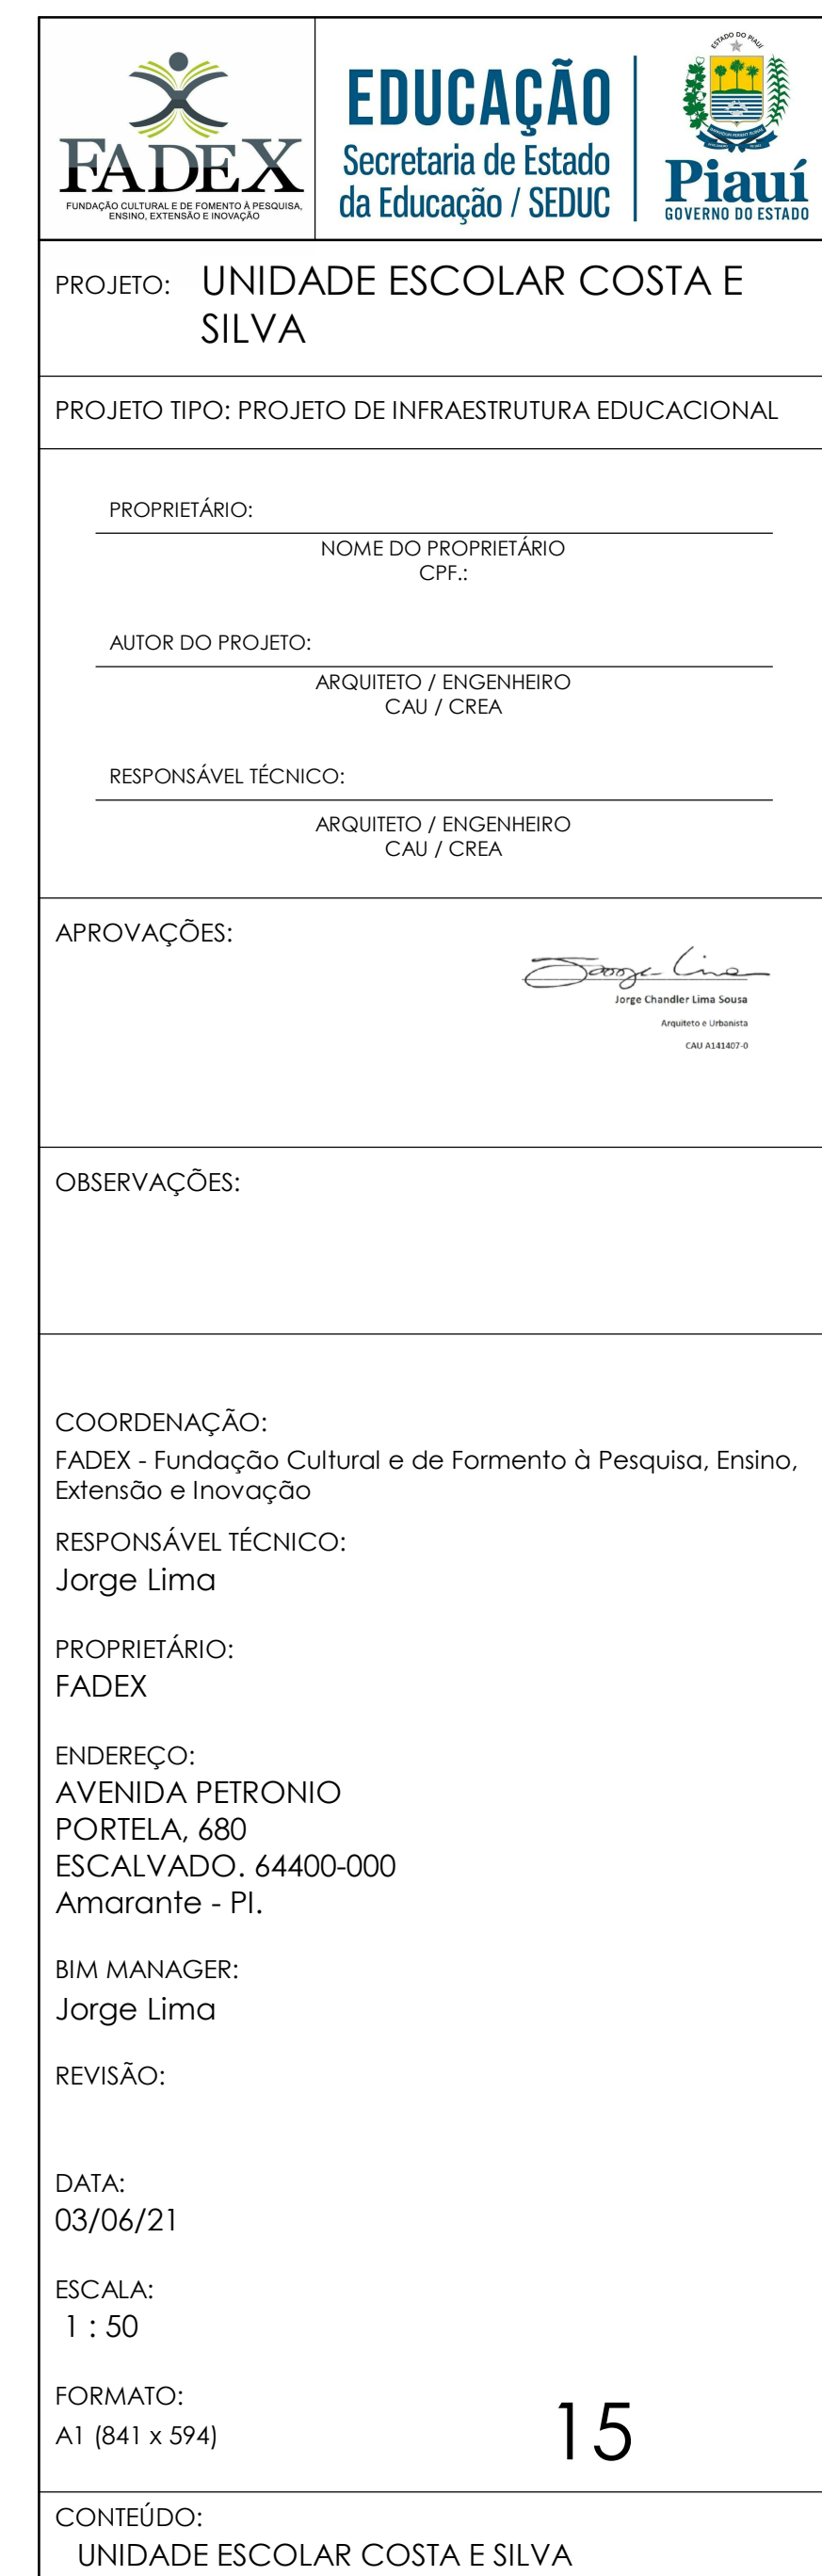 FADEX
FUNDAÇÃO CULTURAL E DE FOMENTO À PESQUISA,
ENSINO, EXTENSÃO E INOVAÇÃO
EDUCAÇÃO
Secretaria de Estado
da Educação / SEDUC
ESTADO DO PIAUÍ
Piauí
GOVERNO DO ESTADO
PROJETO: UNIDADE ESCOLAR COSTA E
SILVA
PROJETO TIPO: PROJETO DE INFRAESTRUTURA EDUCACIONAL
PROPRIETÁRIO:
NOME DO PROPRIETÁRIO
CPF.:
AUTOR DO PROJETO:
ARQUITETO / ENGENHEIRO
CAU / CREA
RESPONSÁVEL TÉCNICO:
ARQUITETO / ENGENHEIRO
CAU / CREA
APROVAÇÕES:
Jorge Lima
Jorge Chandler Lima Sousa
Arquiteto e Urbanista
CAU A141407-0
OBSERVAÇÕES:
COORDENAÇÃO:
FADEX - Fundação Cultural e de Formento à Pesquisa, Ensino,
Extensão e Inovação
RESPONSÁVEL TÉCNICO:
Jorge Lima
PROPRIETÁRIO:
FADEX
ENDEREÇO:
AVENIDA PETRONIO
PORTELA, 680
ESCALVADO. 64400-000
Amarante - PI.
BIM MANAGER:
Jorge Lima
REVISÃO:
DATA:
03/06/21
ESCALA:
1 : 50
FORMATO:
A1 (841 x 594)
15
CONTEÚDO:
UNIDADE ESCOLAR COSTA E SILVA